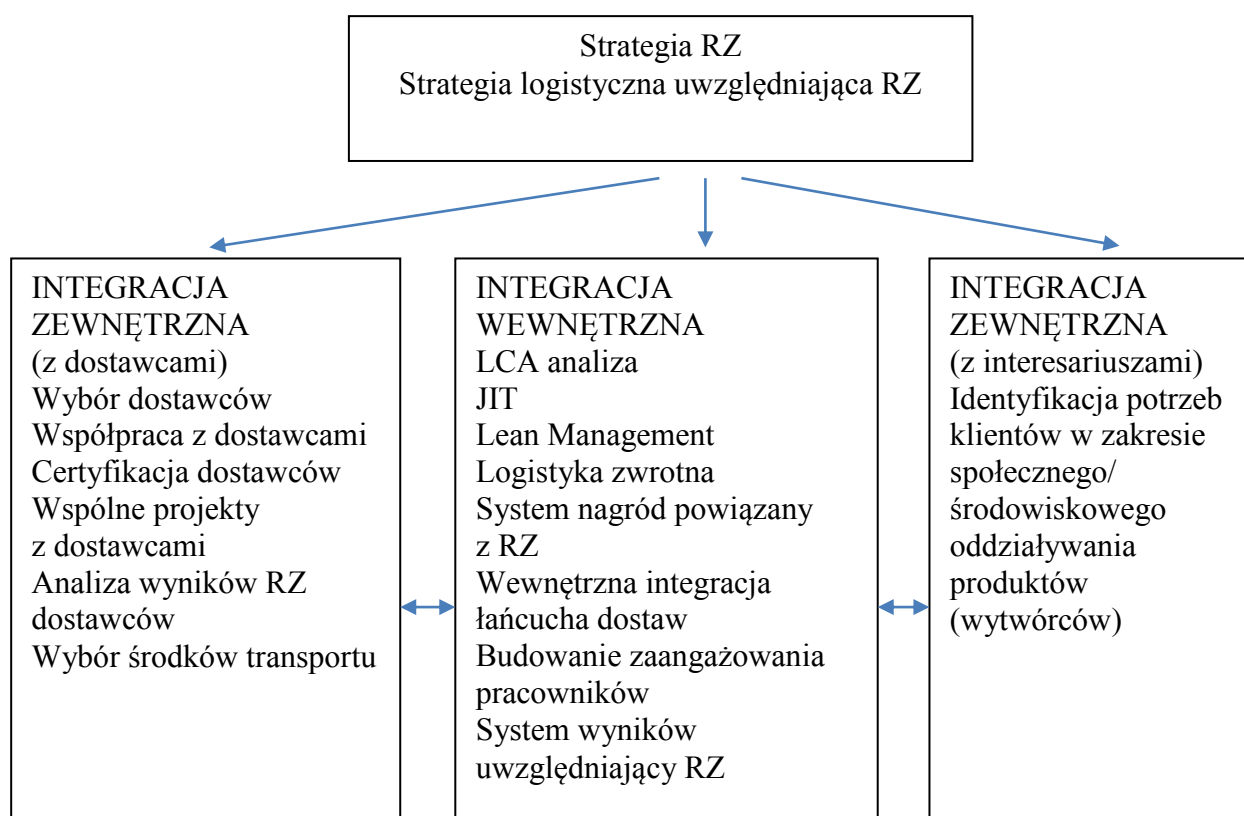 Strategia RZ
Strategia logistyczna uwzględniająca RZ
INTEGRACJA
ZEWNĘTRZNA
(z dostawcami)
Wybór dostawców
Współpraca z dostawcami
Certyfikacja dostawców
Wspólne projekty
z dostawcami
Analiza wyników RZ
dostawców
Wybór środków transportu
INTEGRACJA
WEWNĘTRZNA
LCA analiza
JIT
Lean Management
Logistyka zwrotna
System nagród powiązany
z RZ
Wewnętrzna integracja
łańcucha dostaw
Budowanie zaangażowania
pracowników
System wyników
uwzględniający RZ
INTEGRACJA
ZEWNĘTRZNA
(z interesariuszami)
Identyfikacja potrzeb
klientów w zakresie
społecznego/
środowiskowego
oddziaływania
produktów
(wytwórców)